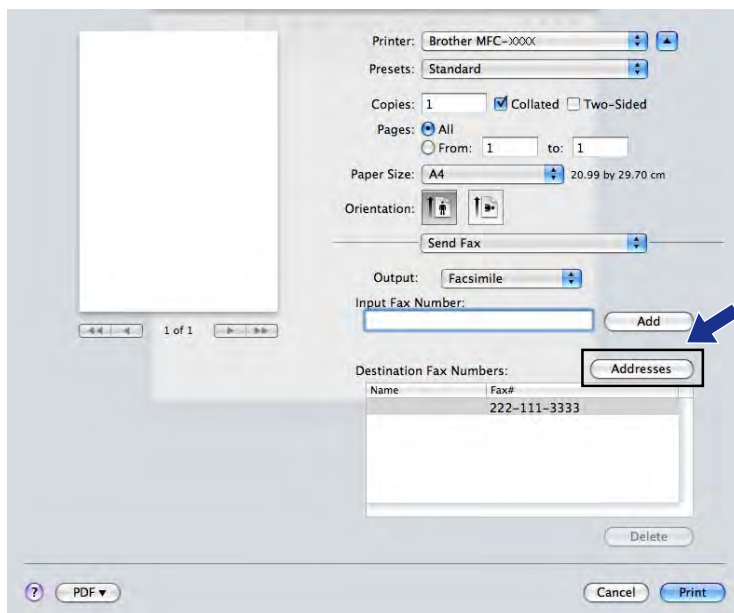 Printer: Brother MFC-XXXX
Presets: Standard
Copies: 1 Collated Two-Sided
Pages: All
From: 1 to: 1
Paper Size: A4 20.99 by 29.70 cm
Orientation:
Send Fax
Output: Facsimile
Input Fax Number:
Add
1 of 1
Destination Fax Numbers: Addresses
Name Fax#
222-111-3333
Delete
? PDF Cancel Print